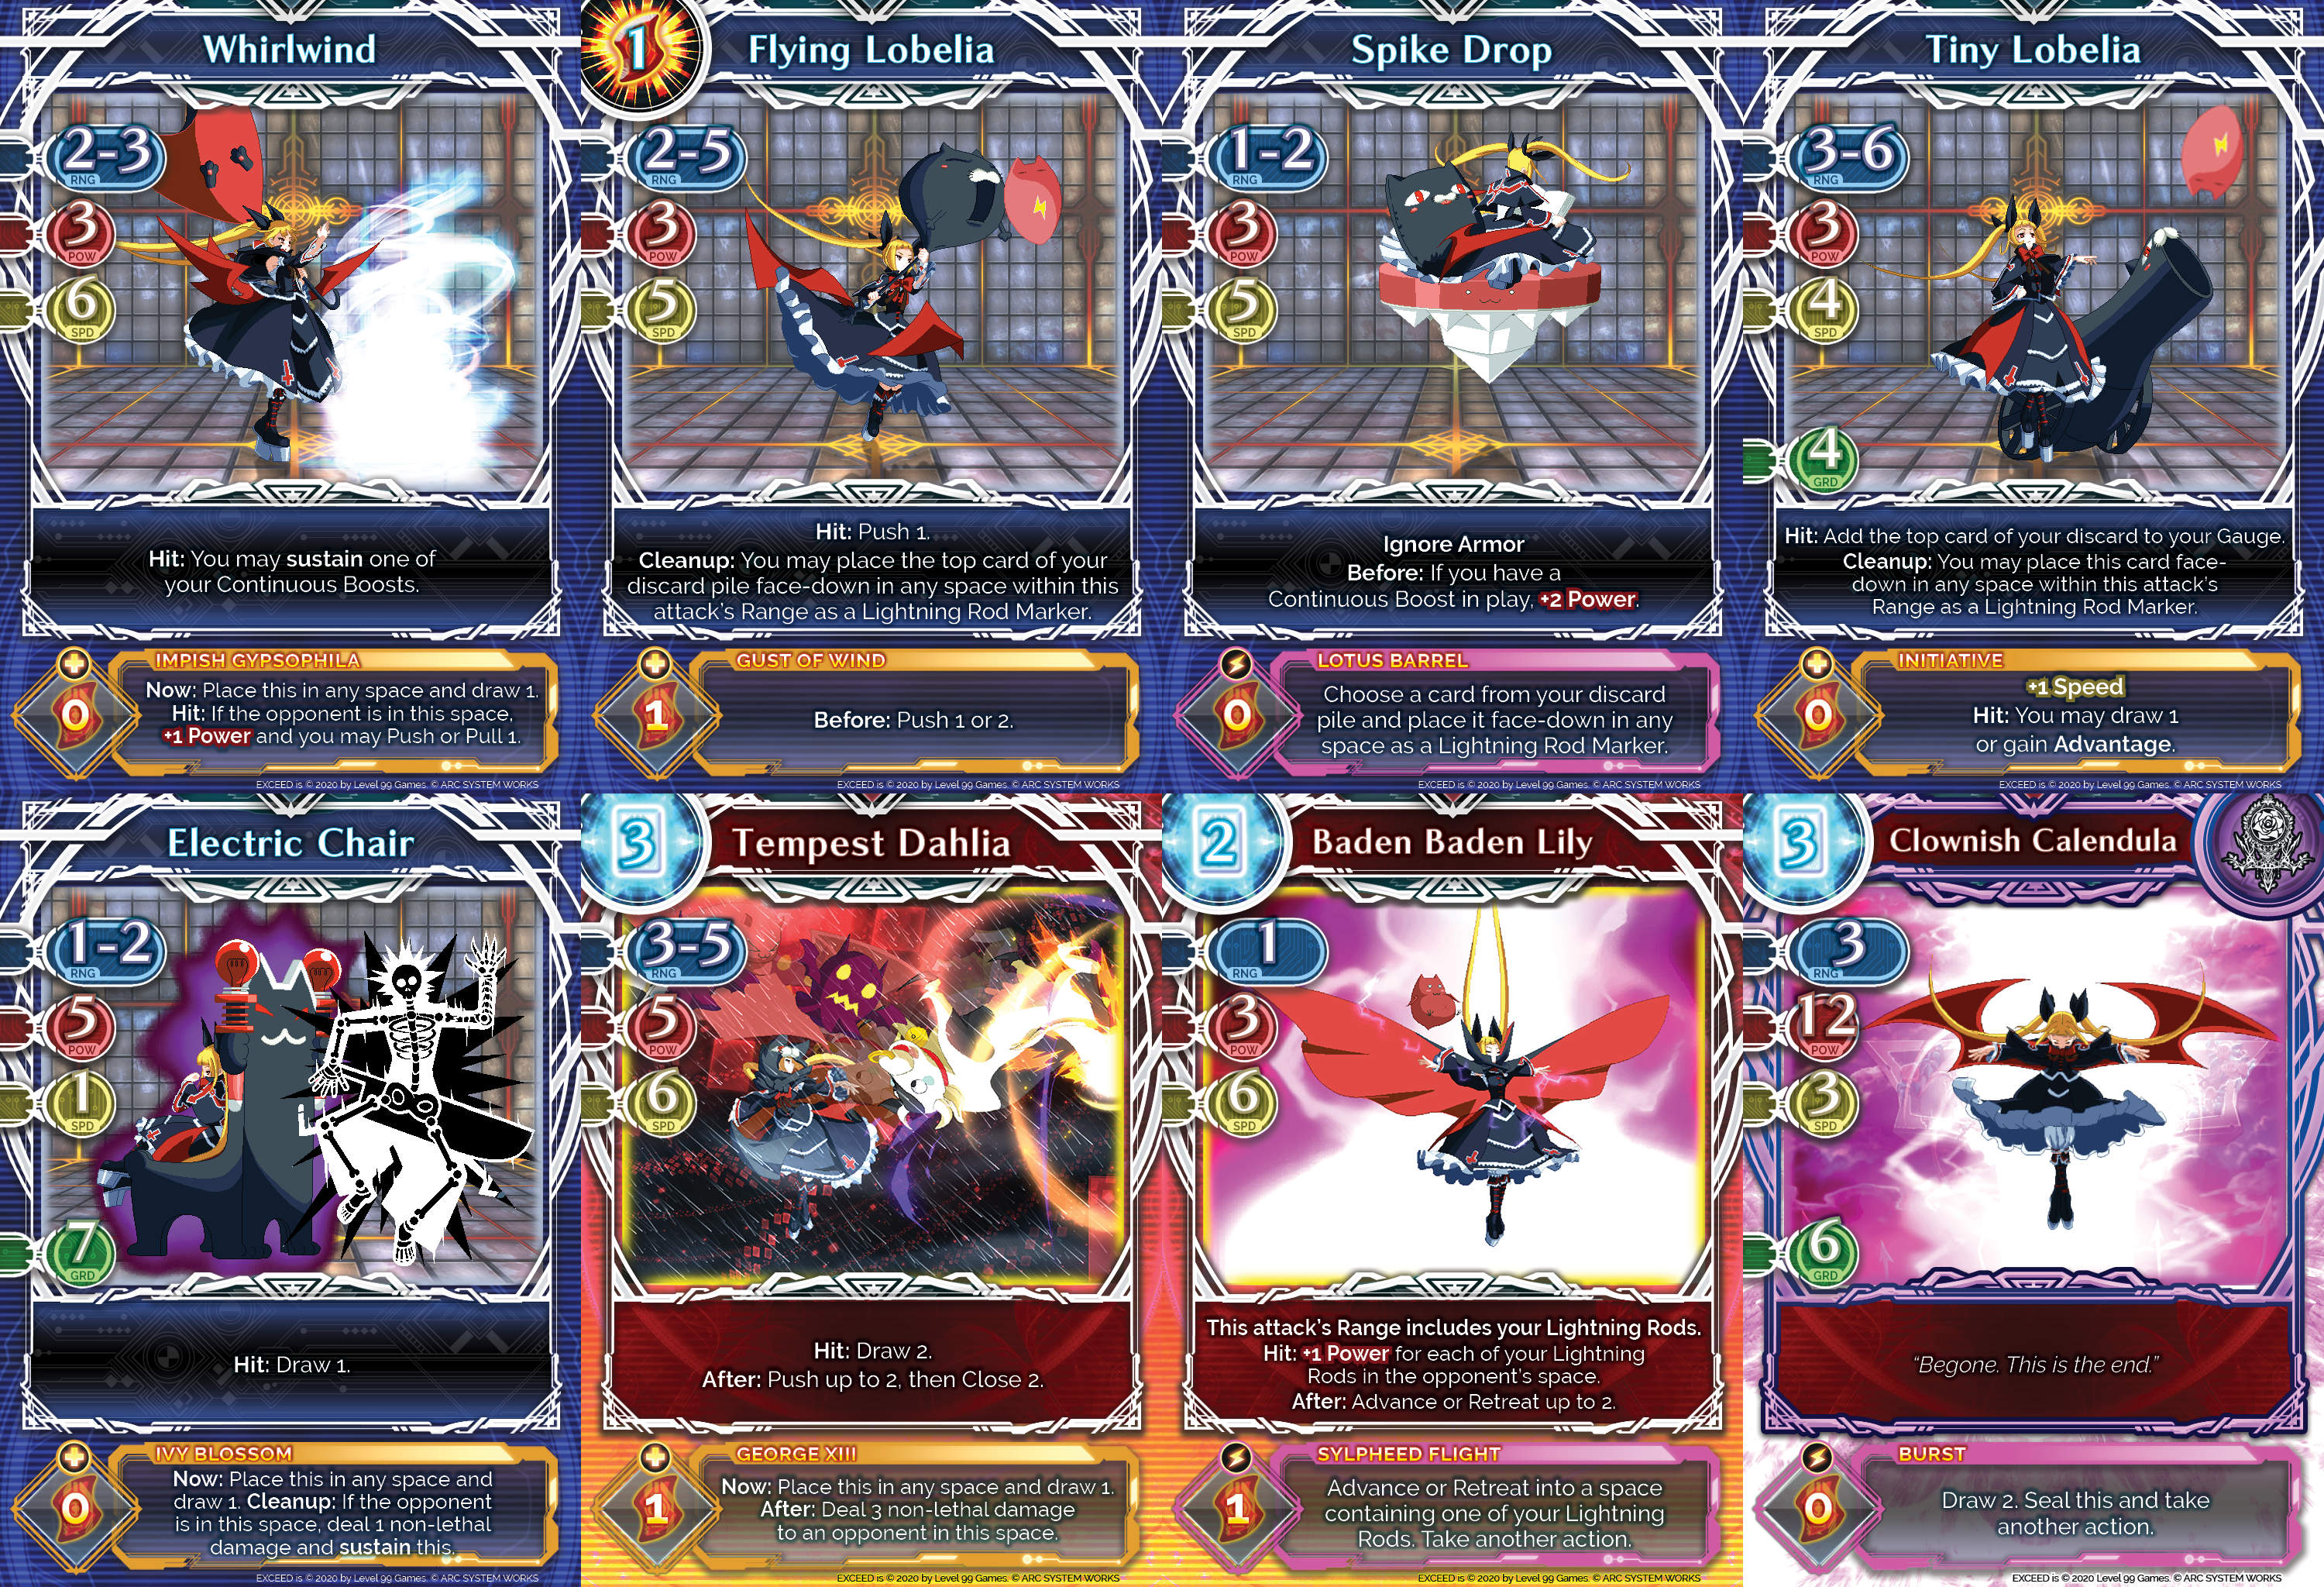 Whirlwind
2-3
RNG
3
POW
6
SPD
Hit: You may sustain one of
your Continuous Boosts.
IMPISH GYPSOPHILA
0
Now: Place this in any space and draw 1.
Hit: If the opponent is in this space,
+1 Power and you may Push or Pull 1.
EXCEED is © 2020 by Level 99 Games. © ARC SYSTEM WORKS
1
Flying Lobelia
2-5
RNG
3
POW
5
SPD
Hit: Push 1.
Cleanup: You may place the top card of your
discard pile face-down in any space within this
attack's Range as a Lightning Rod Marker.
GUST OF WIND
1
Before: Push 1 or 2.
EXCEED is © 2020 by Level 99 Games. © ARC SYSTEM WORKS
Spike Drop
1-2
RNG
3
POW
5
SPD
Ignore Armor
Before: If you have a
Continuous Boost in play, +2 Power.
LOTUS BARREL
0
Choose a card from your discard
pile and place it face-down in any
space as a Lightning Rod Marker.
EXCEED is © 2020 by Level 99 Games. © ARC SYSTEM WORKS
Tiny Lobelia
3-6
RNG
3
POW
4
SPD
4
GRD
Hit: Add the top card of your discard to your Gauge.
Cleanup: You may place this card face-
down in any space within this attack's
Range as a Lightning Rod Marker.
INITIATIVE
0
+1 Speed
Hit: You may draw 1
or gain Advantage.
EXCEED is © 2020 by Level 99 Games. © ARC SYSTEM WORKS
Electric Chair
1-2
RNG
5
POW
1
SPD
7
GRD
Hit: Draw 1.
IVY BLOSSOM
0
Now: Place this in any space and
draw 1. Cleanup: If the opponent
is in this space, deal 1 non-lethal
damage and sustain this.
EXCEED is © 2020 by Level 99 Games. © ARC SYSTEM WORKS
3
Tempest Dahlia
3-5
RNG
5
POW
6
SPD
Hit: Draw 2.
After: Push up to 2, then Close 2.
GEORGE XIII
1
Now: Place this in any space and draw 1.
After: Deal 3 non-lethal damage
to an opponent in this space.
EXCEED is © 2020 by Level 99 Games. © ARC SYSTEM WORKS
2
Baden Baden Lily
1
RNG
3
POW
6
SPD
This attack's Range includes your Lightning Rods.
Hit: +1 Power for each of your Lightning
Rods in the opponent's space.
After: Advance or Retreat up to 2.
SYLPHEED FLIGHT
1
Advance or Retreat into a space
containing one of your Lightning
Rods. Take another action.
EXCEED is © 2020 by Level 99 Games. © ARC SYSTEM WORKS
3
Clownish Calendula
3
RNG
12
POW
3
SPD
6
GRD
"Begone. This is the end."
BURST
0
Draw 2. Seal this and take
another action.
EXCEED is © 2020 by Level 99 Games. © ARC SYSTEM WORKS